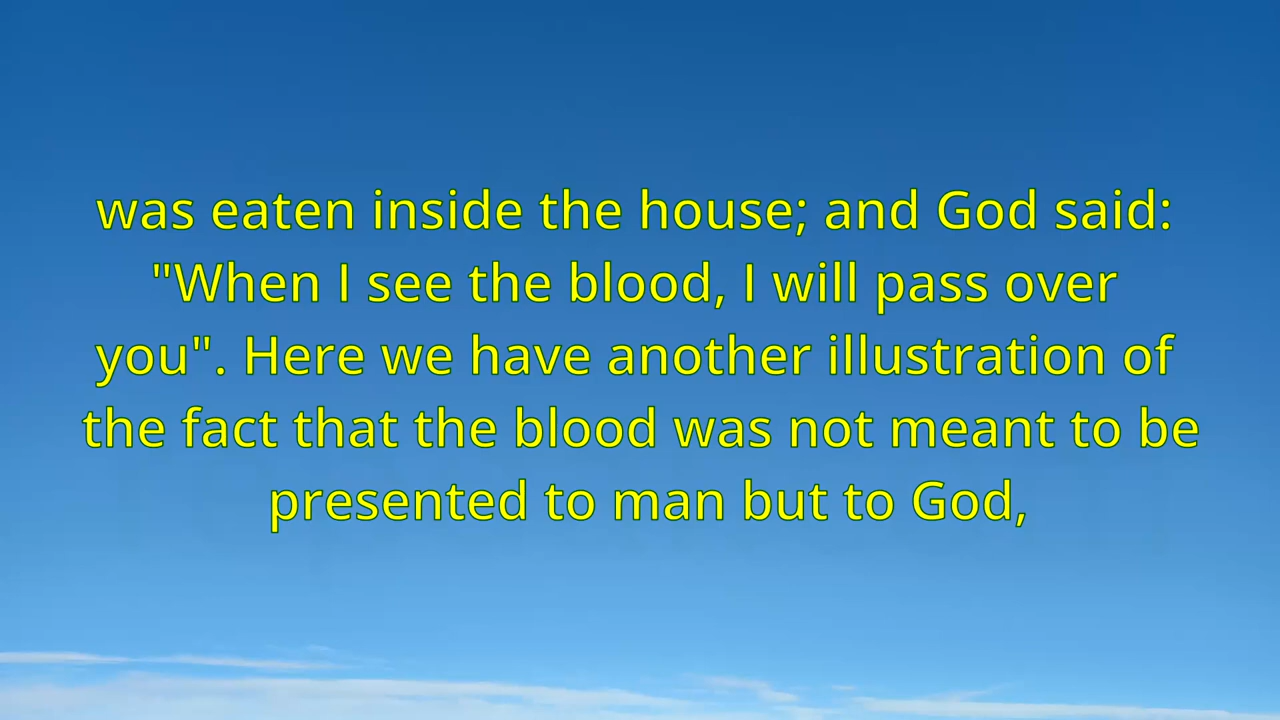 was eaten inside the house; and God said:
"When I see the blood, I will pass over
you". Here we have another illustration of
the fact that the blood was not meant to be
presented to man but to God,